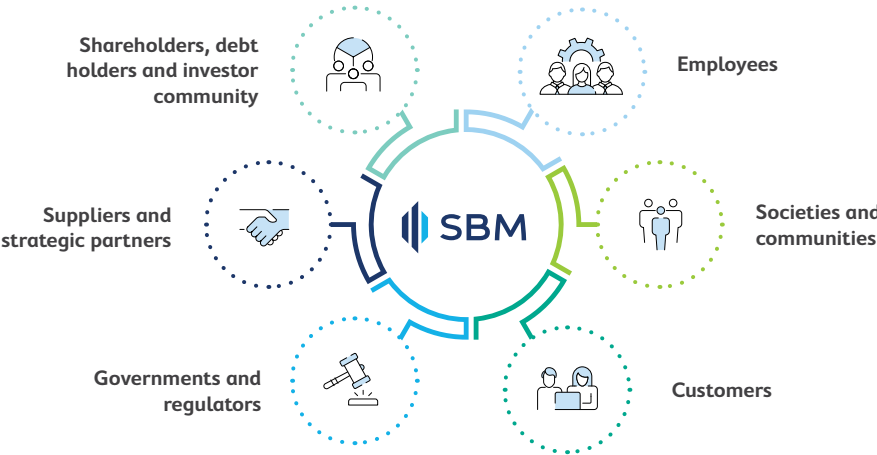 Shareholders, debt
holders and investor
community
Employees
Suppliers and
strategic partners
SBM
Societies and
communities
Governments and
regulators
Customers